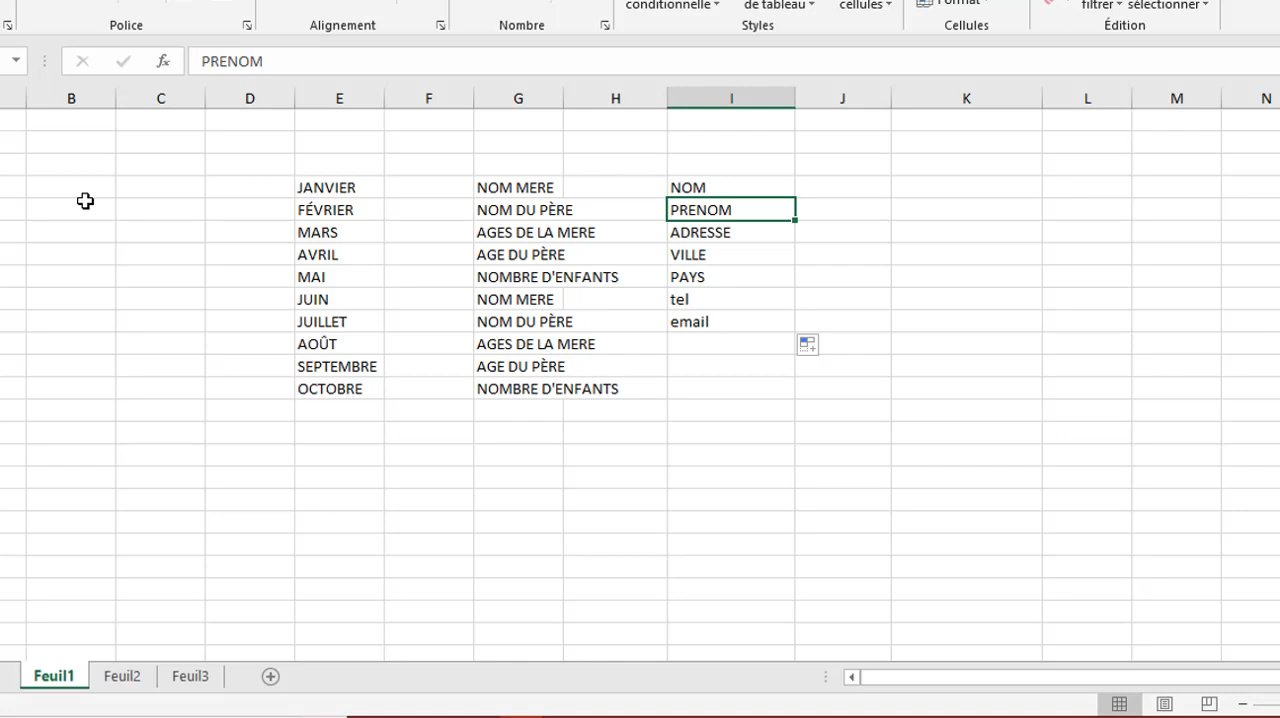 conditionnelle de tableau cellules Format filtrer sélectionner
Police Alignement Nombre Styles Cellules Édition
fx PRENOM
B C D E F G H I J K L M N
JANVIER NOM MERE NOM
FÉVRIER NOM DU PÈRE PRENOM
MARS AGES DE LA MERE ADRESSE
AVRIL AGE DU PÈRE VILLE
MAI NOMBRE D'ENFANTS PAYS
JUIN NOM MERE tel
JUILLET NOM DU PÈRE email
AOÛT AGES DE LA MERE
SEPTEMBRE AGE DU PÈRE
OCTOBRE NOMBRE D'ENFANTS
Feuil1 Feuil2 Feuil3